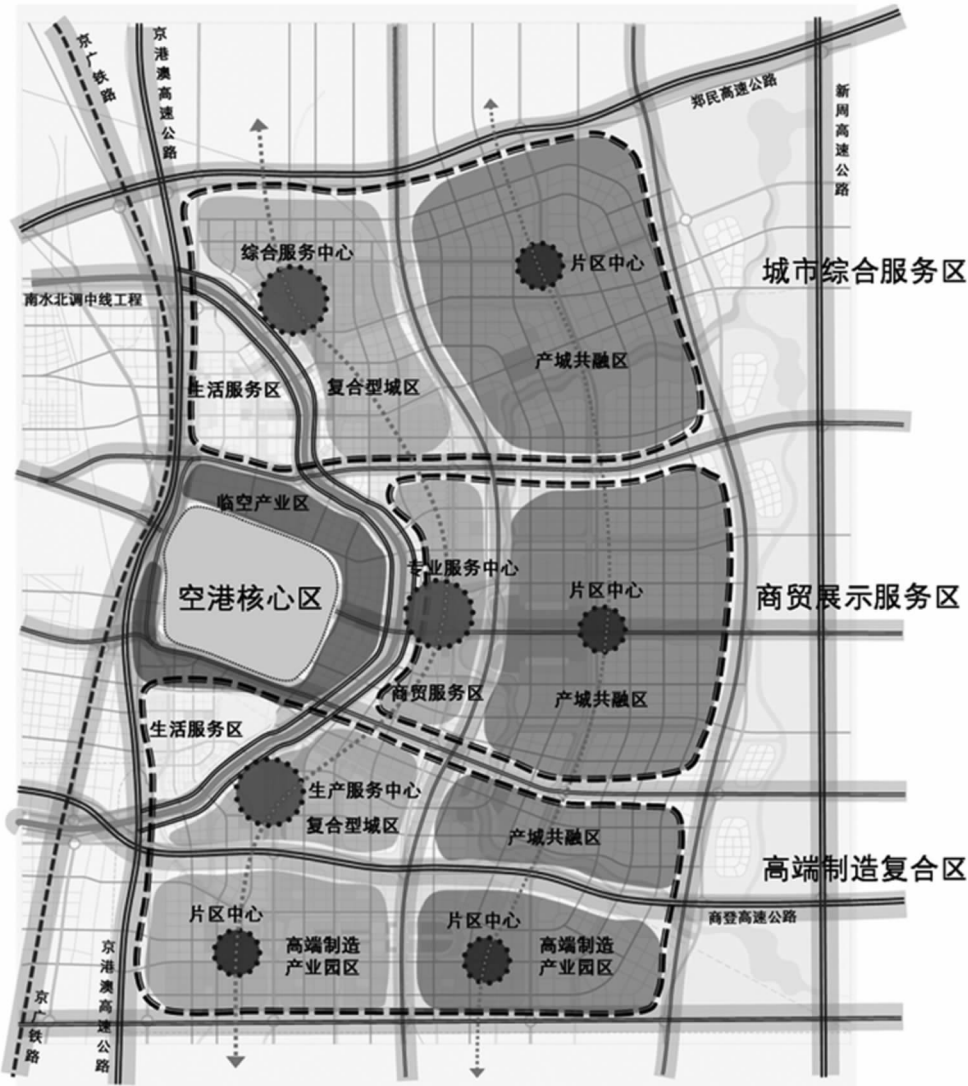 京广铁路
京港澳高速公路
郑民高速公路
新周高速公路
综合服务中心
片区中心
城市综合服务区
南水北调中线工程
产城共融区
生活服务区
复合型城区
临空产业区
专业服务中心
空港核心区
片区中心
商贸展示服务区
商贸服务区
产城共融区
生活服务区
生产服务中心
复合型城区
产城共融区
高端制造复合区
片区中心
片区中心
商登高速公路
高端制造
产业园区
高端制造
产业园区
京港澳高速公路
京广铁路